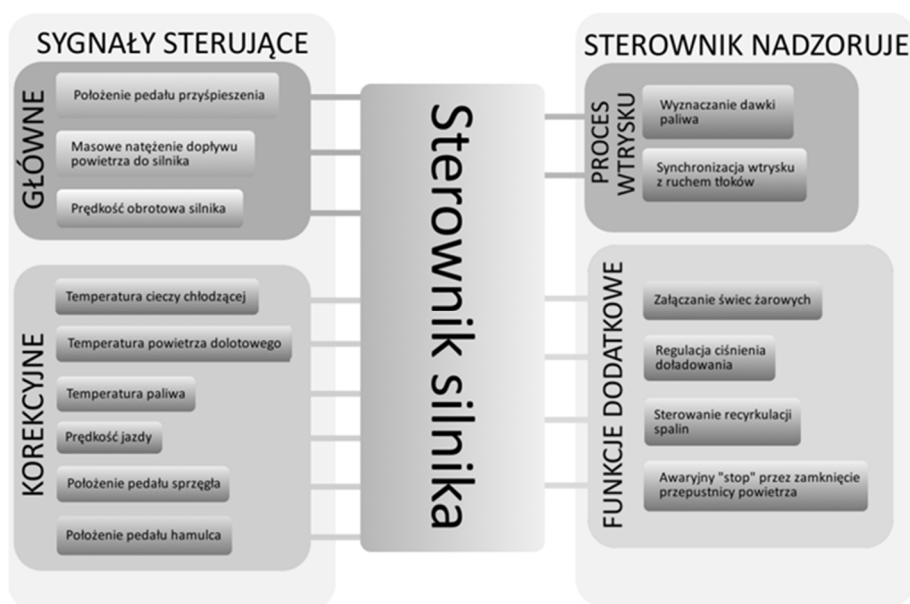 SYGNAŁY STERUJĄCE
GŁÓWNE
Położenie pedału przyśpieszenia
Masowe natężenie dopływu
powietrza do silnika
Prędkość obrotowa silnika
KOREKCYJNE
Temperatura cieczy chłodzącej
Temperatura powietrza dolotowego
Temperatura paliwa
Prędkość jazdy
Położenie pedału sprzęgła
Położenie pedału hamulca
Sterownik silnika
STEROWNIK NADZORUJE
PROCES
WTRYSKU
Wyznaczanie dawki
paliwa
Synchronizacja wtrysku
z ruchem tłoków
FUNKCJE DODATKOWE
Załączanie świec żarowych
Regulacja ciśnienia
doładowania
Sterowanie recyrkulacji
spalin
Awaryjny "stop" przez zamknięcie
przepustnicy powietrza